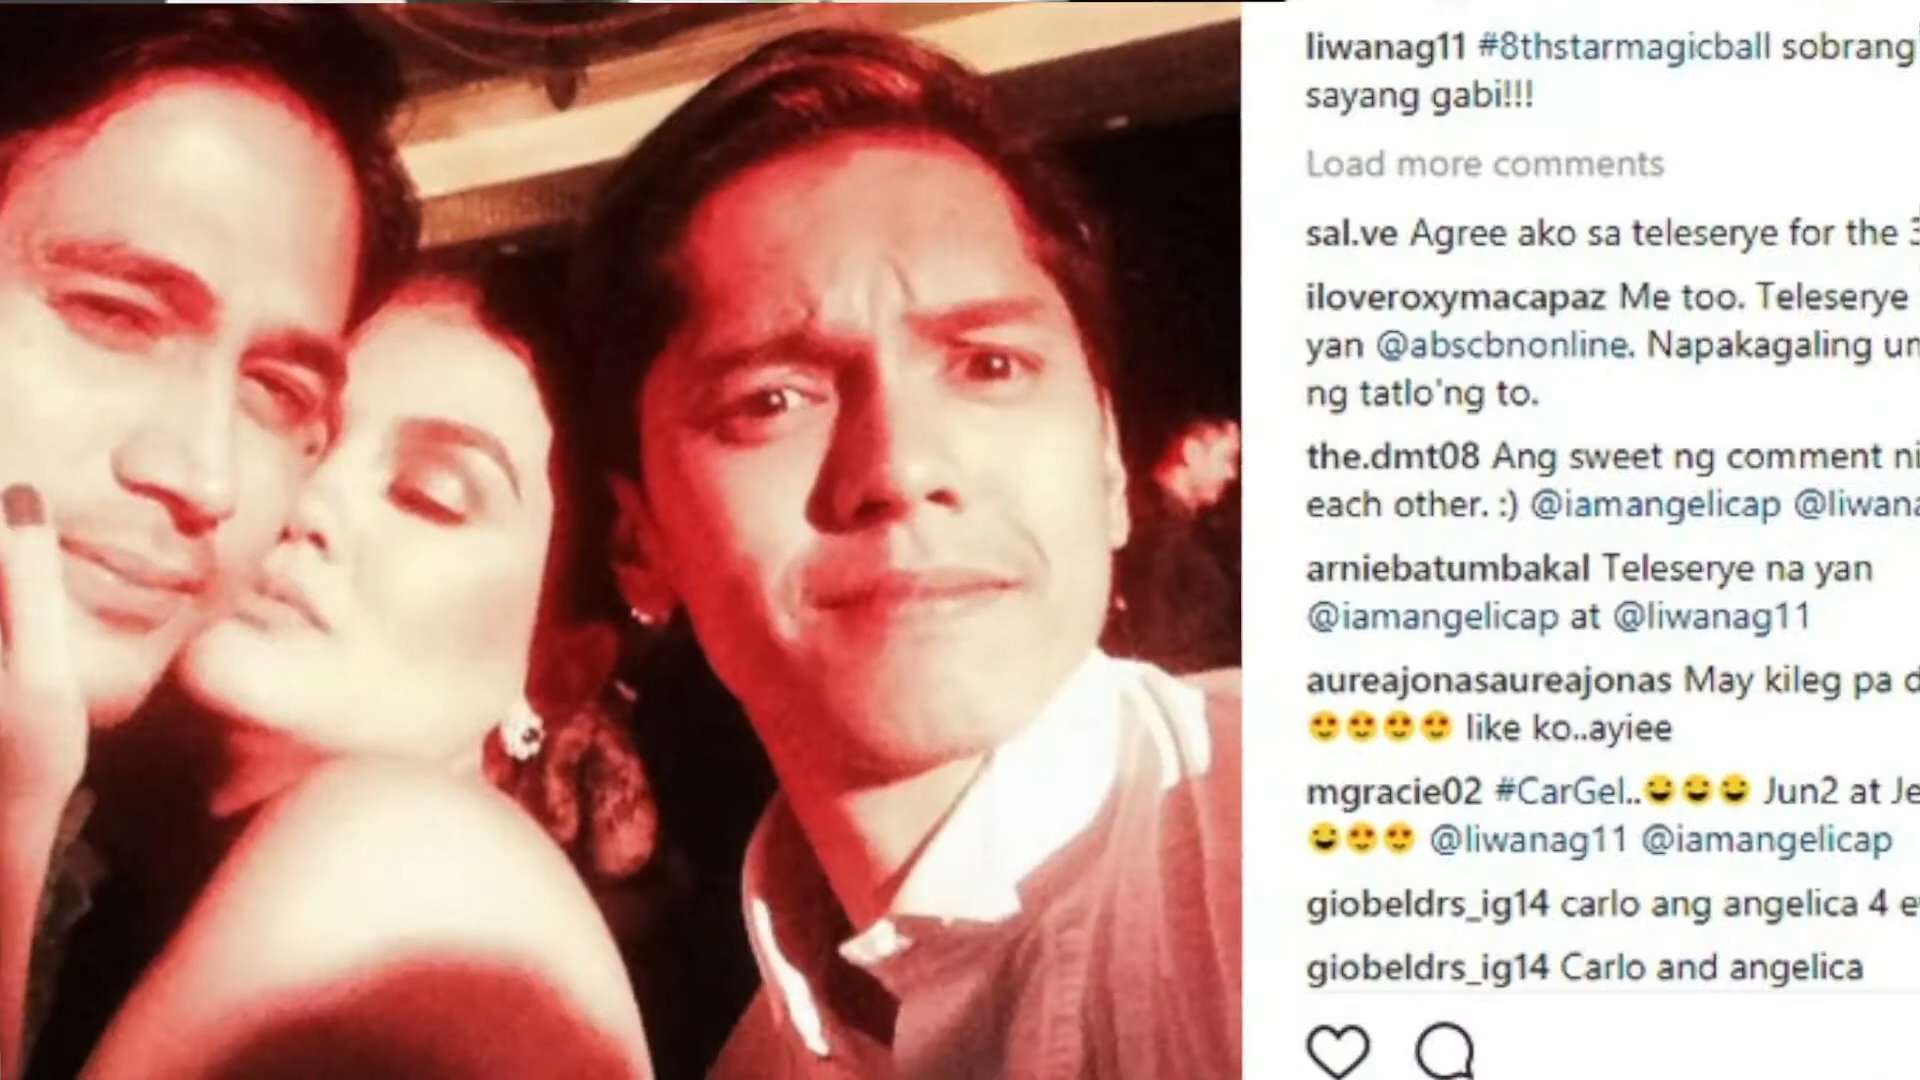 liwanag11 #8thstarmagicball sobrang
sayang gabi!!!
Load more comments
sal.ve Agree ako sa teleserye for the
iloveroxymacapaz Me too. Teleserye
yan @abscbnonline. Napakagaling
ng tatlo'ng to.
the.dmt08 Ang sweet ng comment
each other. :) @iamangelicap
arniebatumbakal Teleserye na yan
@iamangelicap at @liwanag11
aureajonasaureajonas May kileg pa
😍😍😍😍 like ko..ayiee
mgracie02 #CarGel..😄😄😄 Jun2 at
😄😍😍 @liwanag11 @iamangelicap
giobeldrs_ig14 carlo ang angelica 4
giobeldrs_ig14 Carlo and angelica